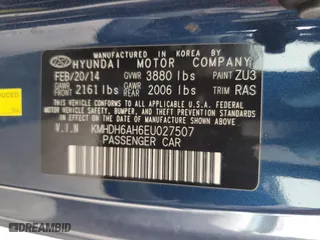 MANUFACTURED IN KOREA BY
HYUNDAI MOTOR COMPANY
FEB/20/14 GVWR 3880 lbs PAINT ZU3
GAWR FRONT 2161 lbs GAWR REAR 2006 lbs TRIM RAS
THIS VEHICLE CONFORMS TO ALL APPLICABLE FEDERAL MOTOR VEHICLE SAFETY, BUMPER, AND THEFT PREVENTION STANDARDS IN EFFECT ON THE DATE OF MANUFACTURE SHOWN ABOVE.
V.I.N KMHDH6AH6EU027507
PASSENGER CAR